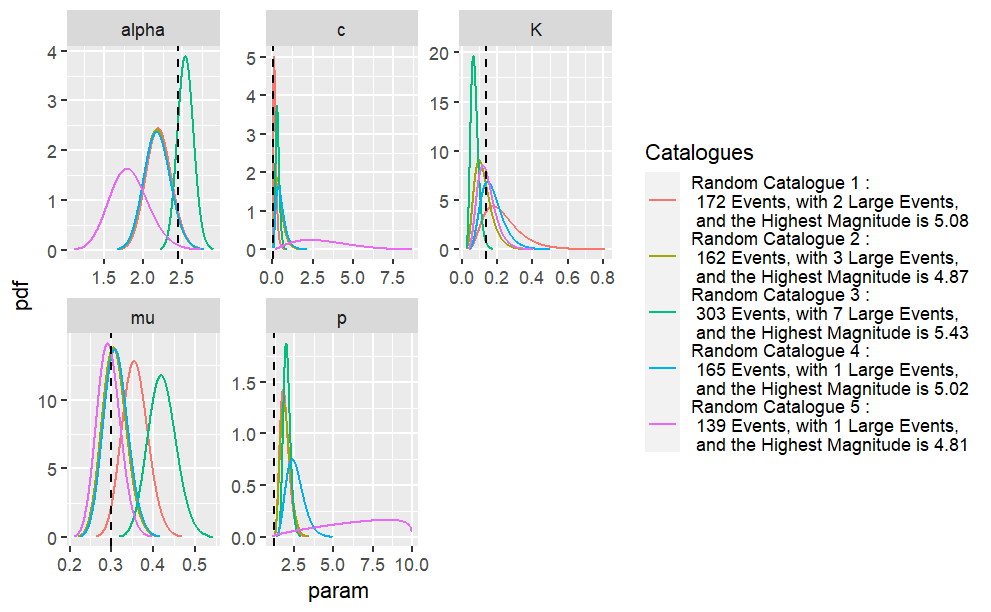 alpha
c
K
4
3
2
1
0
1.5 2.0 2.5
5
4
3
2
1
0
0.0 2.5 5.0 7.5
20
15
10
5
0
0.0 0.2 0.4 0.6 0.8
pdf
mu
p
10
5
0
0.2 0.3 0.4 0.5
1.5
1.0
0.5
0.0
2.5 5.0 7.5 10.0
param
Catalogues
Random Catalogue 1 :
172 Events, with 2 Large Events,
and the Highest Magnitude is 5.08
Random Catalogue 2 :
162 Events, with 3 Large Events,
and the Highest Magnitude is 4.87
Random Catalogue 3 :
303 Events, with 7 Large Events,
and the Highest Magnitude is 5.43
Random Catalogue 4 :
165 Events, with 1 Large Events,
and the Highest Magnitude is 5.02
Random Catalogue 5 :
139 Events, with 1 Large Events,
and the Highest Magnitude is 4.81